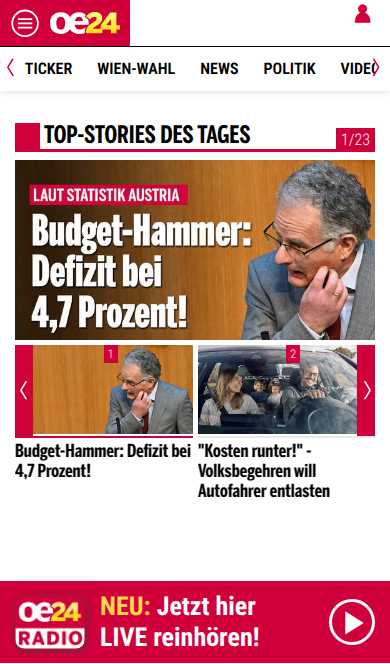 oe24
TICKER WIEN-WAHL NEWS POLITIK
TOP-STORIES DES TAGES
1/23
LAUT STATISTIK AUSTRIA
Budget-Hammer:
Defizit bei
4,7 Prozent!
1
2
Budget-Hammer: Defizit bei
4,7 Prozent!
"Kosten runter!" -
Volksbegehren will
Autofahrer entlasten
oe24
RADIO
NEU: Jetzt hier
LIVE reinhören!